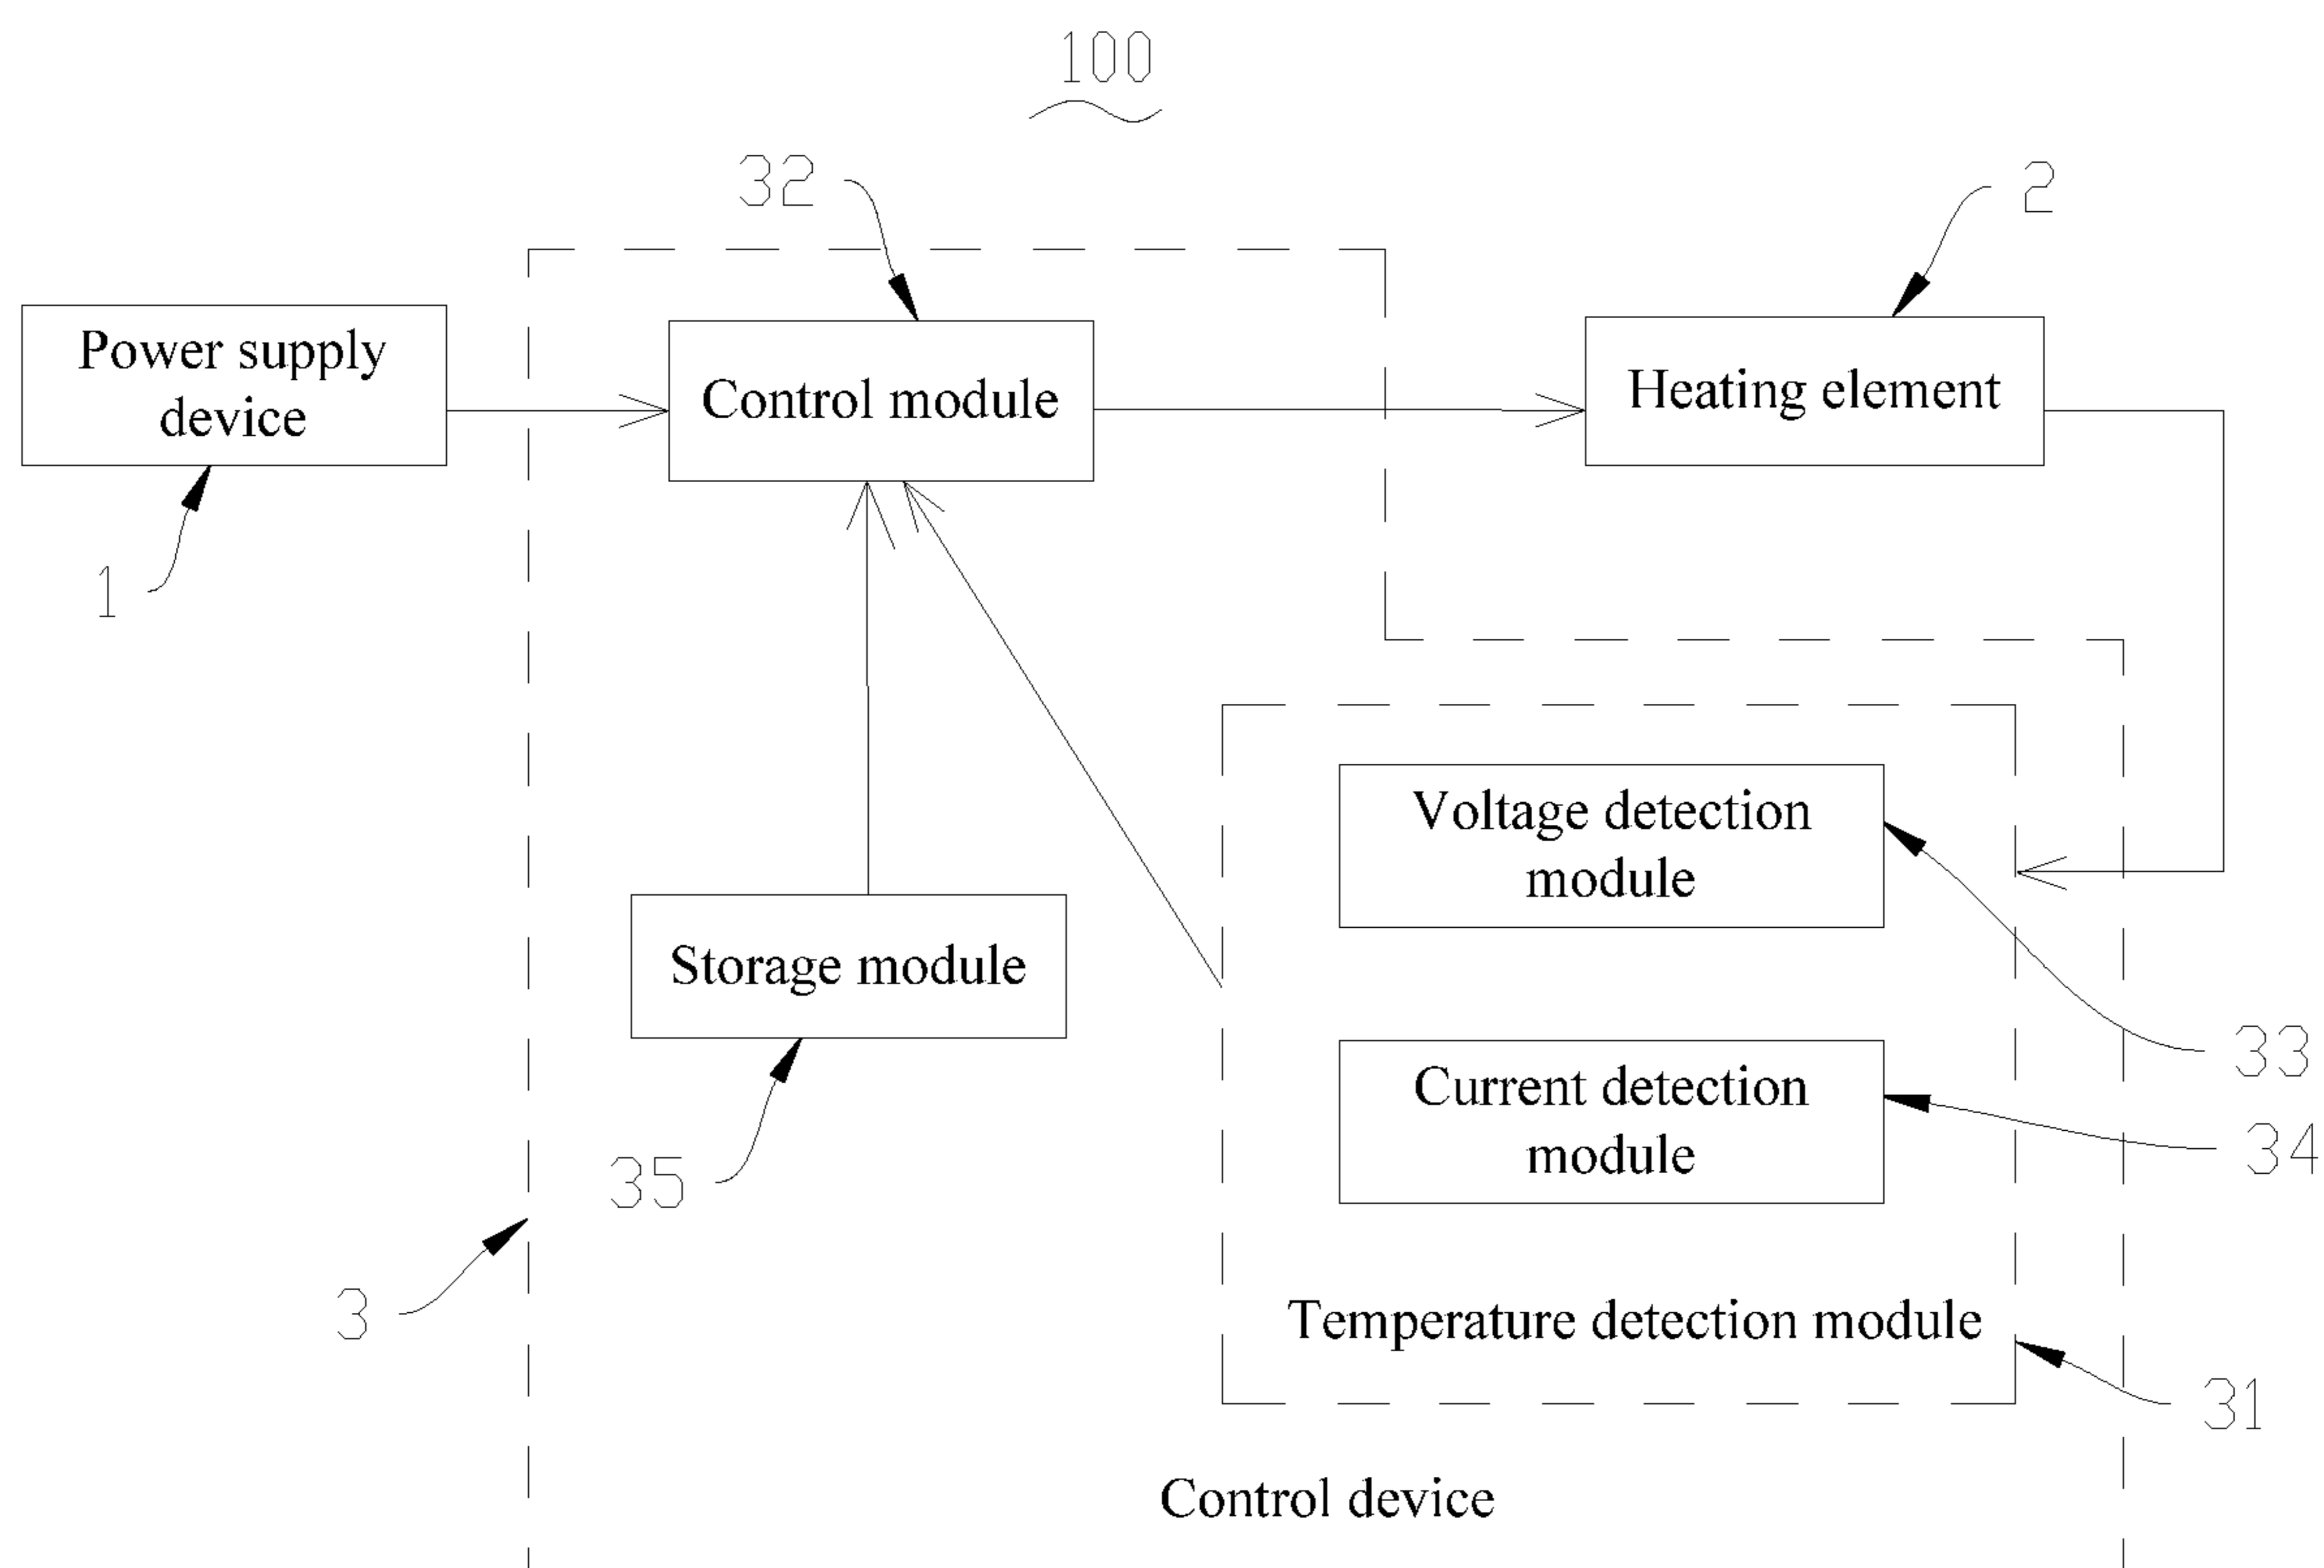 100
32
2
Power supply
device
Control module
Heating element
1
Voltage detection
module
Storage module
33
Current detection
module
34
35
3
Temperature detection module
31
Control device